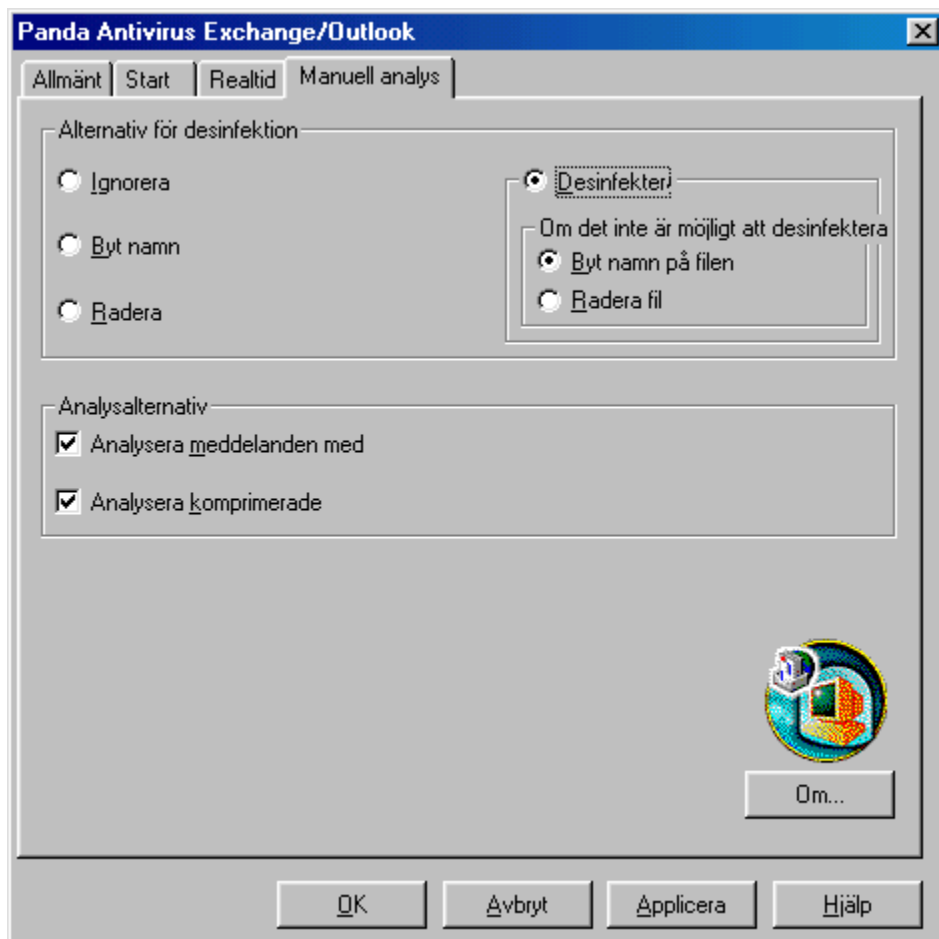 Panda Antivirus Exchange/Outlook
Allmänt Start Realtid Manuell analys
Alternativ för desinfektion
Ignorera
Byt namn
Radera
Desinfekter
Om det inte är möjligt att desinfektera
Byt namn på filen
Radera fil
Analysalternativ
Analysera meddelanden med
Analysera komprimerade
Om...
OK Avbryt Applicera Hjälp